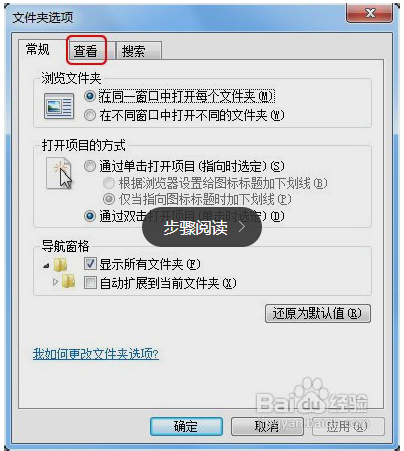 文件夹选项
常规 查看 搜索
浏览文件夹
在同一窗口中打开每个文件夹(M)
在不同窗口中打开不同的文件夹(W)
打开项目的方式
通过单击打开项目(指向时选定)(S)
根据浏览器设置给图标标题加下划线(B)
仅当指向图标标题时加下划线(P)
通过双击打开项目(单击时选定)(D)
步骤阅读
导航窗格
显示所有文件夹(F)
自动扩展到当前文件夹(X)
还原为默认值(R)
我如何更改文件夹选项?
Baidu 经验
jingyan.baidu.com
确定 取消 应用(A)